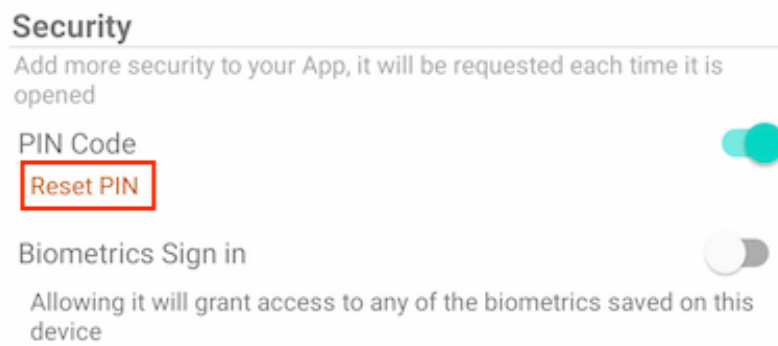 Security
Add more security to your App, it will be requested each time it is
opened
PIN Code
Reset PIN
Biometrics Sign in
Allowing it will grant access to any of the biometrics saved on this
device